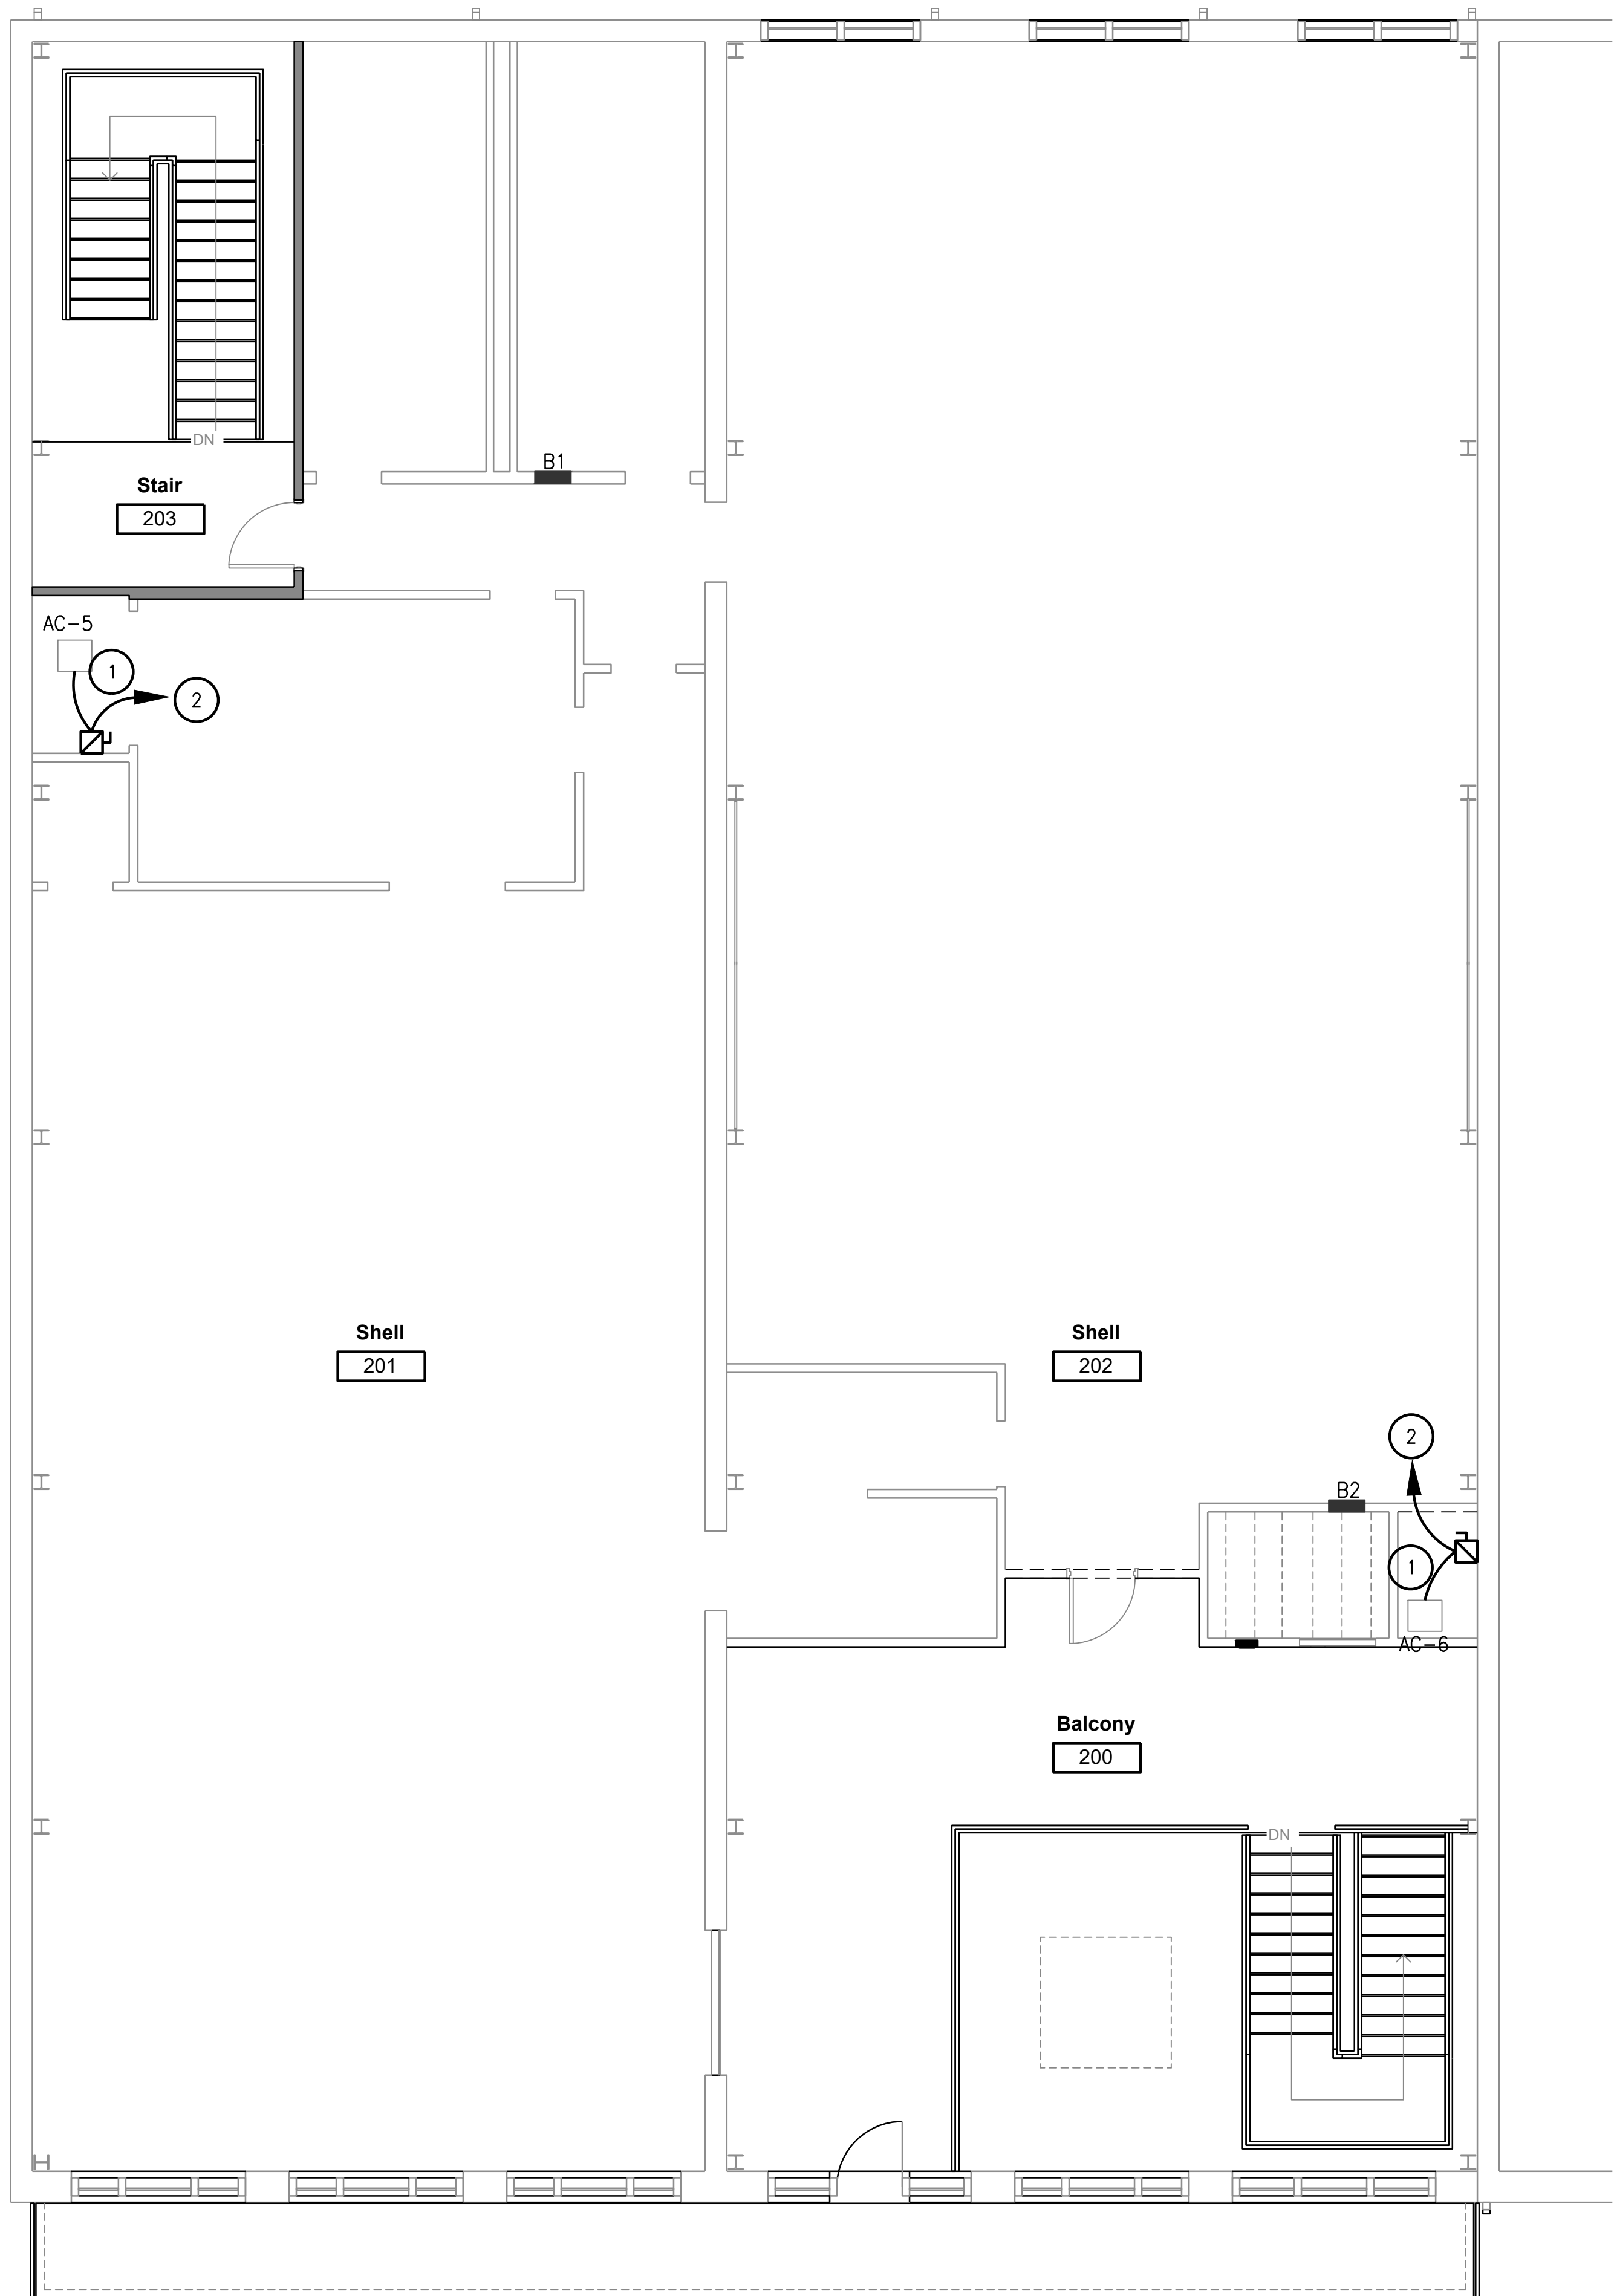 DN
B1
Stair
203
AC-5
1
2
Shell
201
Shell
202
2
B2
1
AC-6
Balcony
200
DN